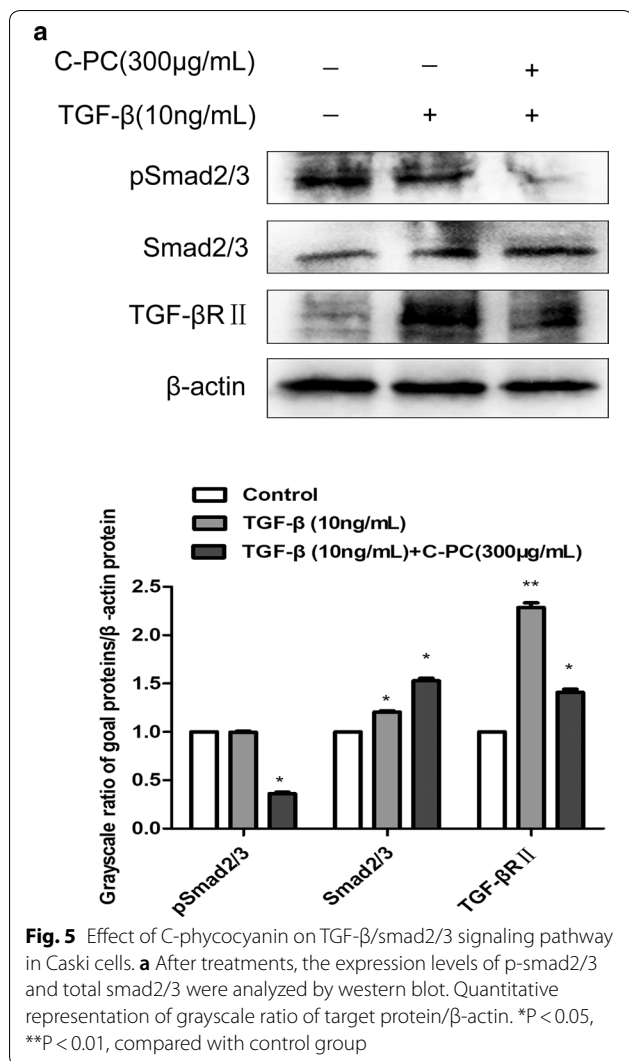 a
C-PC(300µg/mL) − − +
TGF-β(10ng/mL) − + +
pSmad2/3
Smad2/3
TGF-βR Ⅱ
β-actin
Control
TGF-β (10ng/mL)
TGF-β (10ng/mL)+C-PC(300µg/mL)
Grayscale ratio of goal proteins/β -actin protein
2.5
2.0
1.5
1.0
0.5
0.0
*
*
*
**
*
pSmad2/3
Smad2/3
TGF-βR Ⅱ
Fig. 5 Effect of C-phycocyanin on TGF-β/smad2/3 signaling pathway
in Caski cells. a After treatments, the expression levels of p-smad2/3
and total smad2/3 were analyzed by western blot. Quantitative
representation of grayscale ratio of target protein/β-actin. *P < 0.05,
**P < 0.01, compared with control group